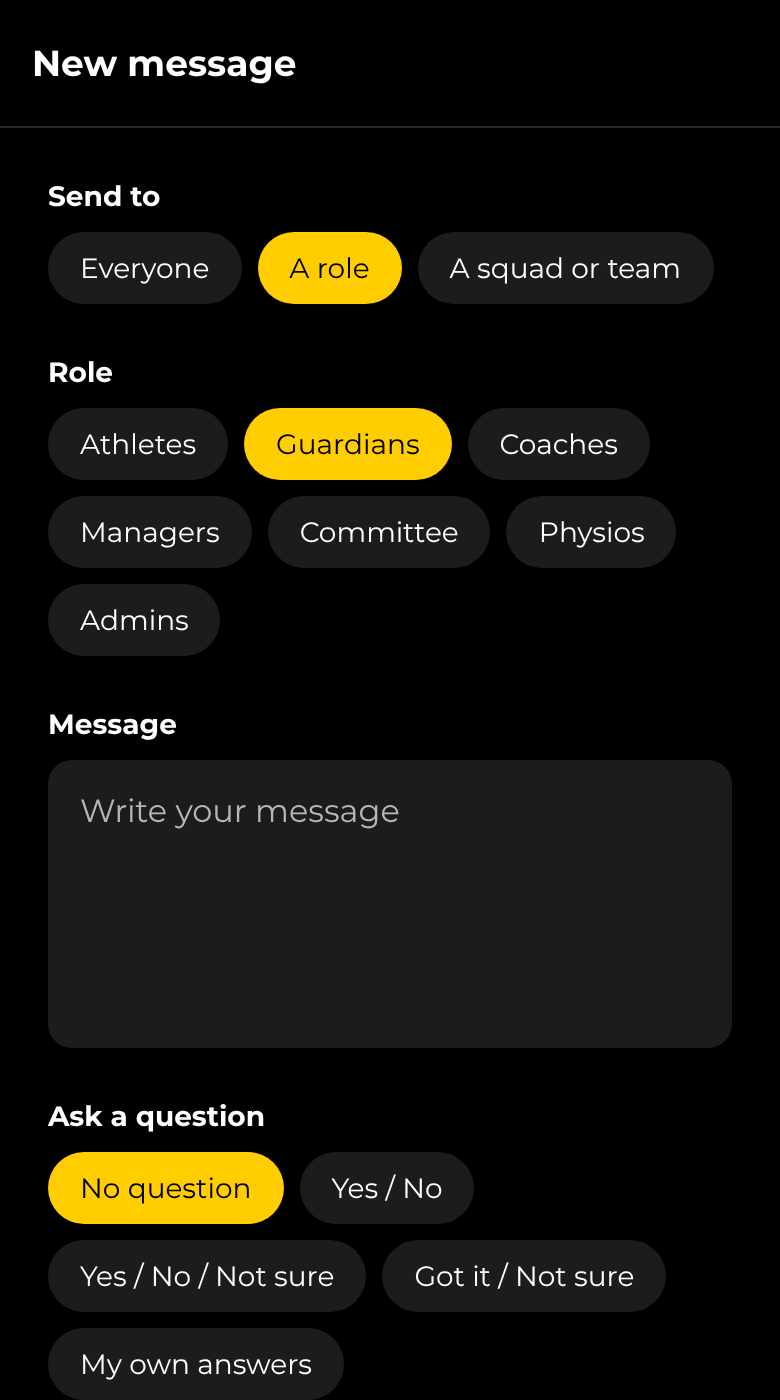 New message
Send to
Everyone A role A squad or team
Role
Athletes Guardians Coaches
Managers Committee Physios
Admins
Message
Write your message
Ask a question
No question Yes / No
Yes / No / Not sure Got it / Not sure
My own answers